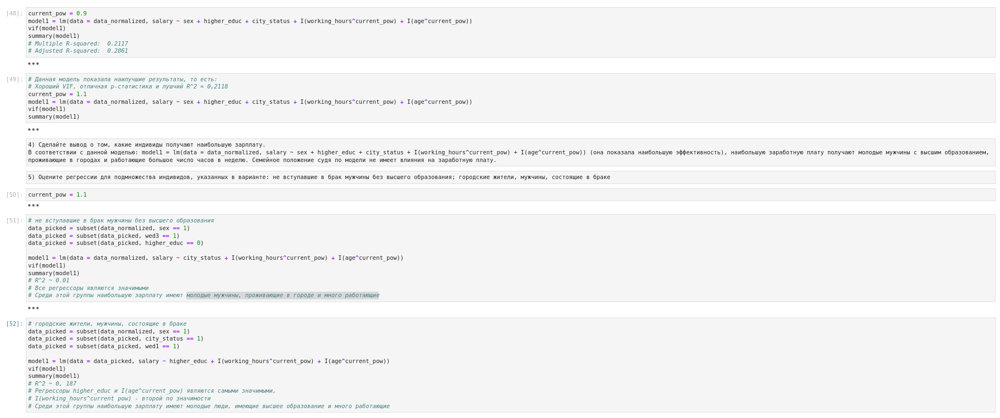 [48]:
current_pow = 0.9
model1 = lm(data = data_normalized, salary ~ sex + higher_educ + city_status + I(working_hours^current_pow) + I(age^current_pow))
vif(model1)
summary(model1)
# Multiple R-squared:  0.2117
# Adjusted R-squared:  0.2061
•••
[49]:
# Данная модель показала наилучшие результаты, то есть:
# Хороший VIF, отличная p-статистика и лушчий R^2 = 0,2118
current_pow = 1.1
model1 = lm(data = data_normalized, salary ~ sex + higher_educ + city_status + I(working_hours^current_pow) + I(age^current_pow))
vif(model1)
summary(model1)
•••
4) Сделайте вывод о том, какие индивиды получают наибольшую зарплату.
В соответствии с данной моделью: model1 = lm(data = data_normalized, salary ~ sex + higher_educ + city_status + I(working_hours^current_pow) + I(age^current_pow)) (она показала наибольшую эффективность), наибольшую заработную плату получают молодые мужчины с высшим образованием,
проживающие в городах и работающие большое число часов в неделю. Семейное положение судя по модели не имеет влияния на заработную плату.
5) Оцените регрессии для подмножества индивидов, указанных в варианте: не вступавшие в брак мужчины без высшего образования; городские жители, мужчины, состоящие в браке
[50]:
current_pow = 1.1
•••
[51]:
# не вступавшие в брак мужчины без высшего образования
data_picked = subset(data_normalized, sex == 1)
data_picked = subset(data_picked, wed3 == 1)
data_picked = subset(data_picked, higher_educ == 0)
model1 = lm(data = data_normalized, salary ~ city_status + I(working_hours^current_pow) + I(age^current_pow))
vif(model1)
summary(model1)
# R^2 ~ 0.01
# Все регрессоры являются значимыми
# Среди этой группы наибольшую зарплату имеют молодые мужчины, проживающие в городе и много работающие
•••
[52]:
# городские жители, мужчины, состоящие в браке
data_picked = subset(data_normalized, sex == 1)
data_picked = subset(data_picked, city_status == 1)
data_picked = subset(data_picked, wed1 == 1)
model1 = lm(data = data_picked, salary ~ higher_educ + I(working_hours^current_pow) + I(age^current_pow))
vif(model1)
summary(model1)
# R^2 ~ 0, 187
# Регрессоры higher_educ и I(age^current_pow) являются самыми значимыми,
# I(working_hours^current pow) - второй по значимости
# Среди этой группы наибольшую зарплату имеют молодые люди, имеющие высшее образование и много работающие